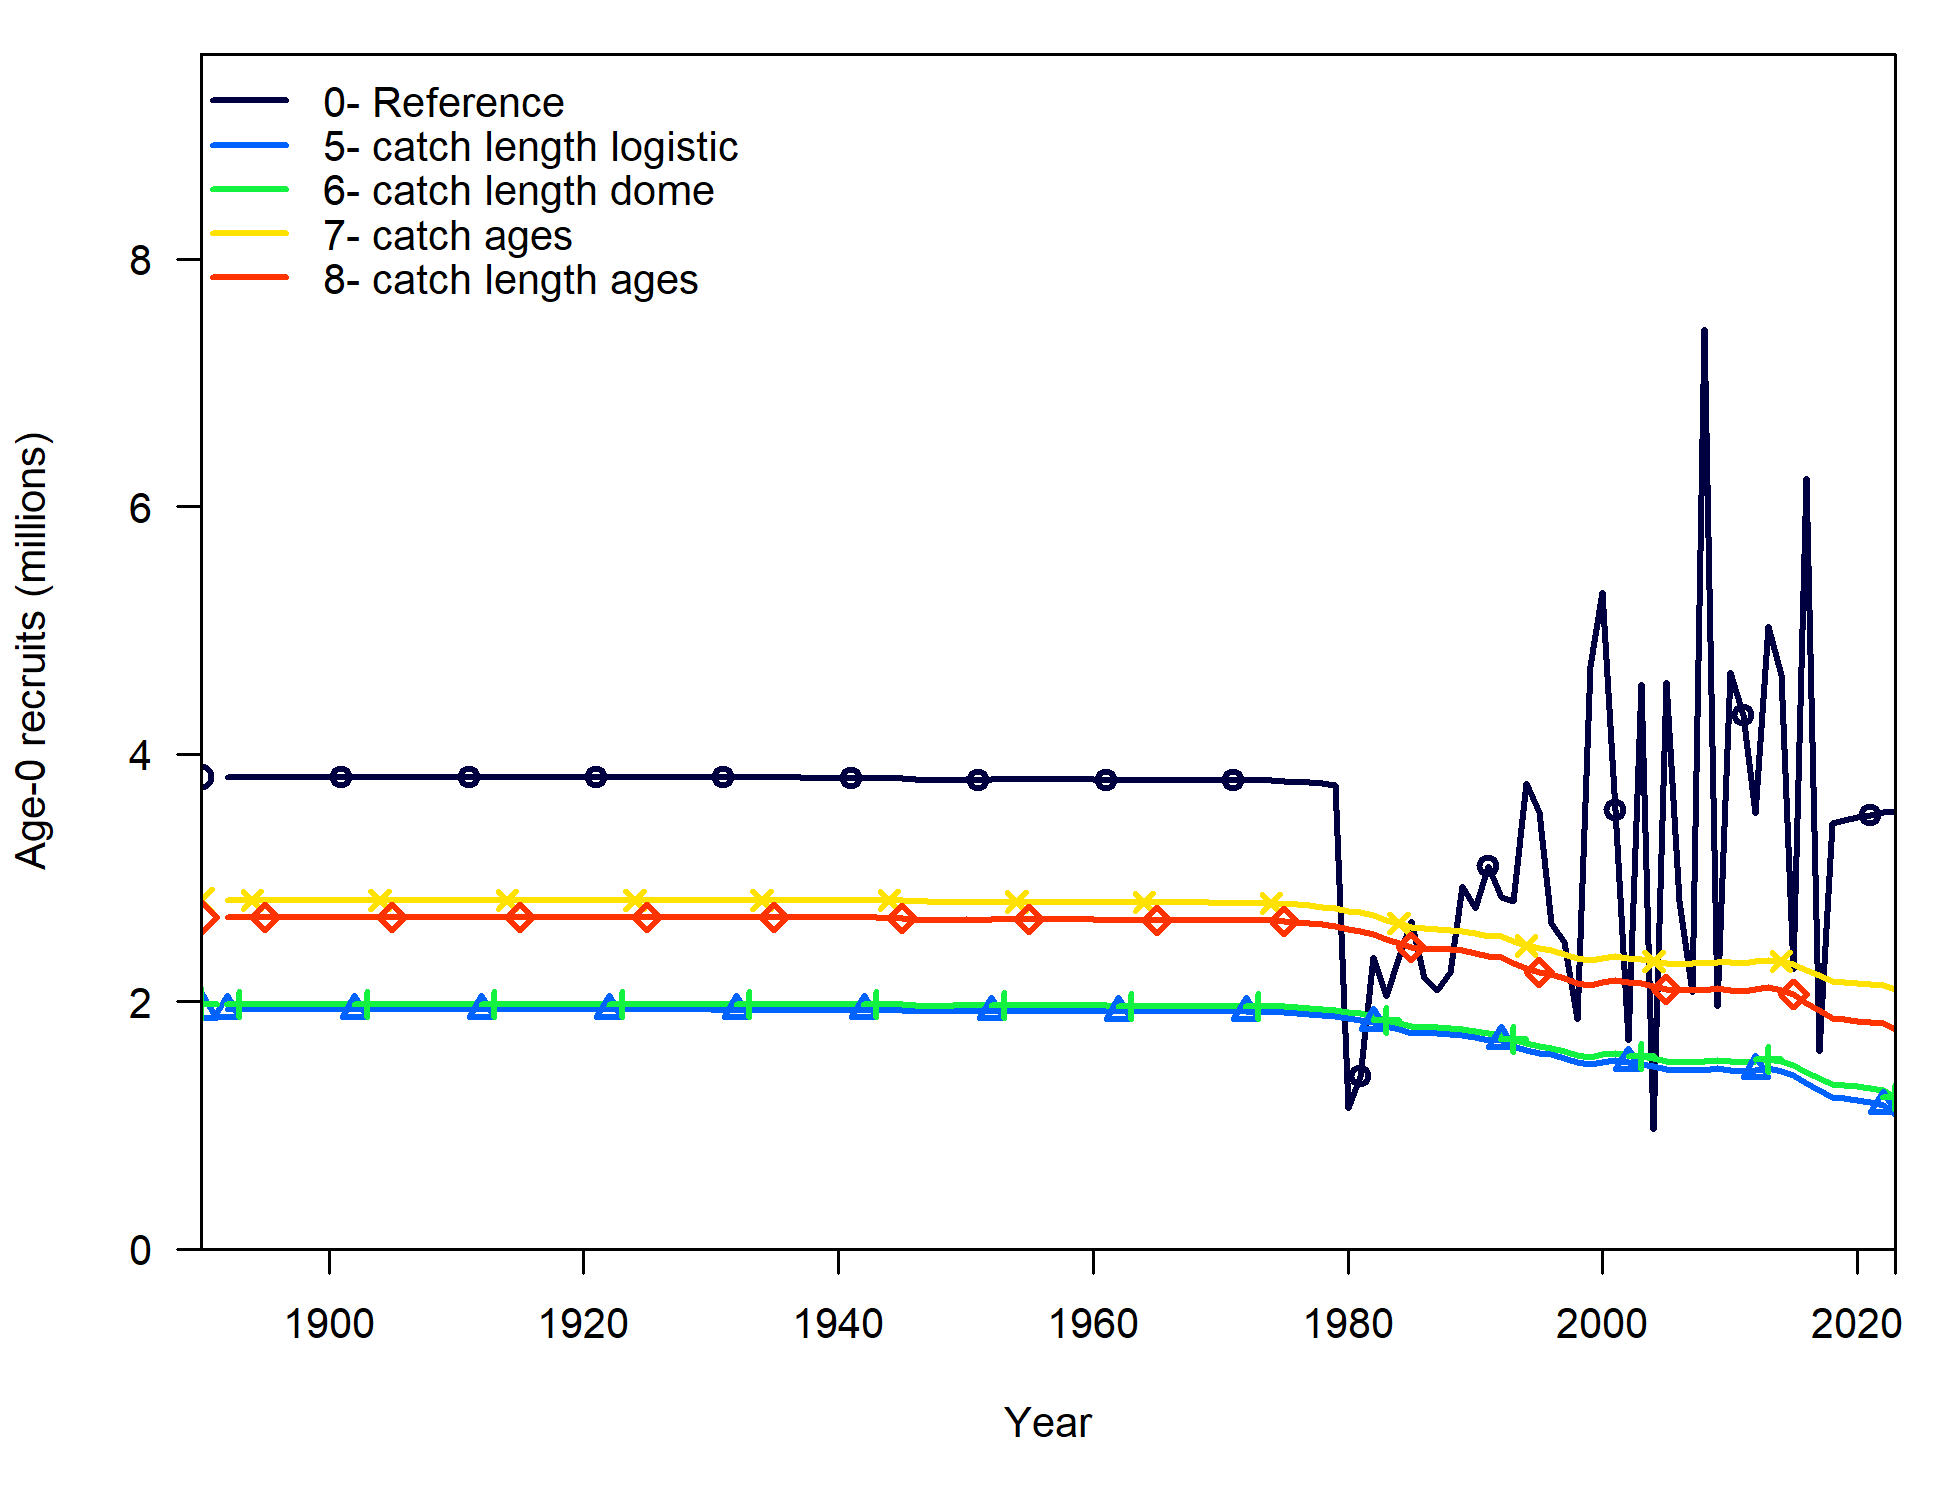 0- Reference
5- catch length logistic
6- catch length dome
7- catch ages
8- catch length ages
8
6
4
2
0
Age-0 recruits (millions)
1900 1920 1940 1960 1980 2000 2020
Year